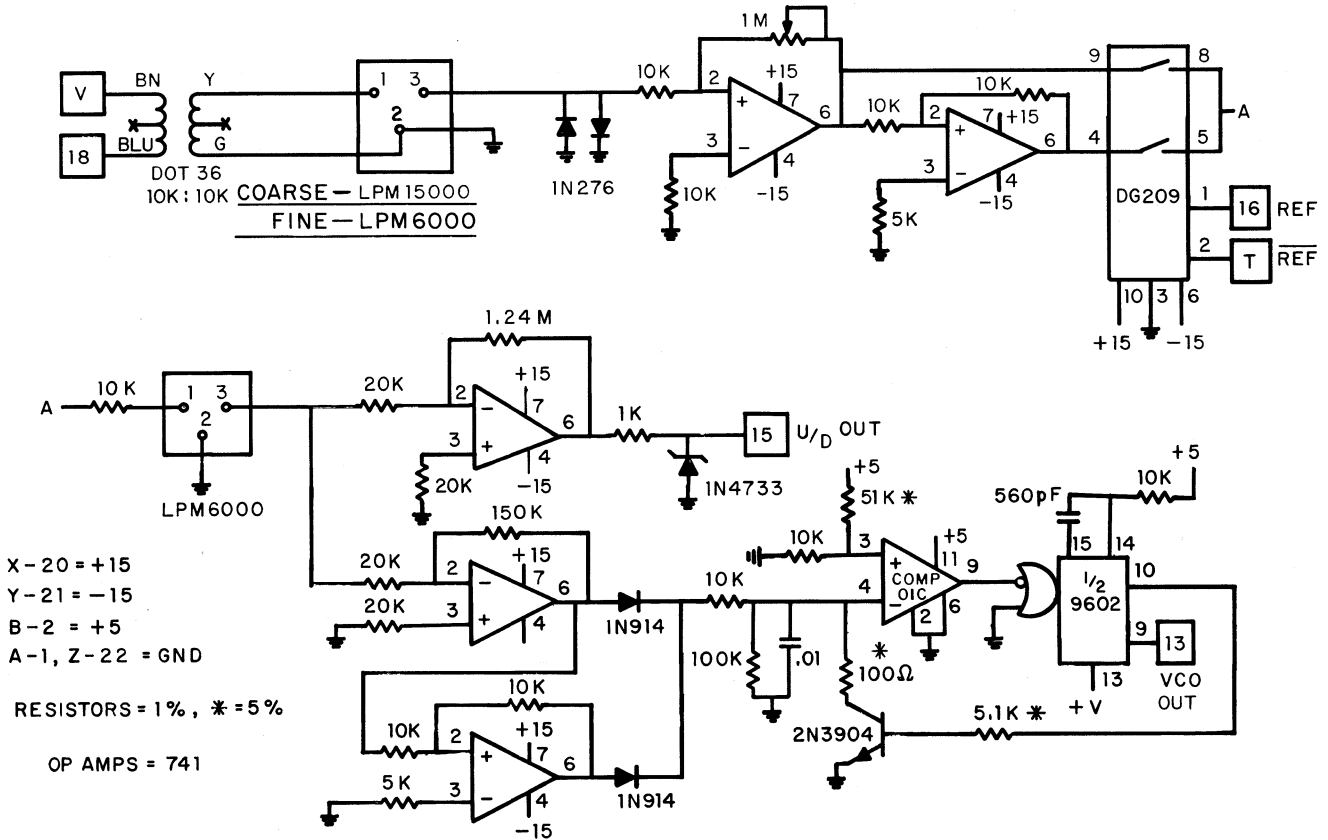 1M
+15
10K
2
+
7
6
3
−
4
−15
10K
V
BN
Y
18
BLU
G
DOT 36
10K:10K
1 3
2
COARSE — LPM15000
FINE — LPM6000
1N276
10K
10K
2
+
7
+15
6
3
−
4
−15
5K
9
8
4
5
A
DG209
1
16
REF
2
T
REF
10 3 6
+15
−15
1.24M
A
10K
1 3
2
LPM6000
20K
2
−
+15
7
6
3
+
4
−15
20K
1K
15
U/D OUT
1N4733
150K
20K
2
−
+15
7
6
20K
3
+
4
1N914
10K
10K
2
+
+15
7
6
5K
3
−
4
−15
1N914
10K
100K
.01
+5
51K *
10K
3
+
4
−
COMP
OIC
+5
11
9
2
6
*
100Ω
2N3904
5.1K *
560pF
+5
10K
15
14
1/2
9602
10
9
13
VCO
OUT
13
+V
X-20 = +15
Y-21 = −15
B-2 = +5
A-1, Z-22 = GND
RESISTORS = 1%, * = 5%
OP AMPS = 741